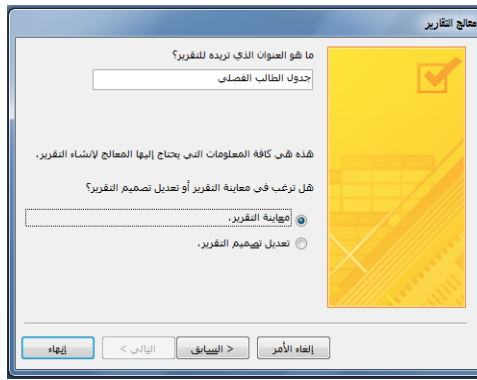 معالج التقارير
ما هو العنوان الذي تريده للتقرير؟
جدول الطالب الفصلي
هذه هي كافة المعلومات التي يحتاج إليها المعالج لإنشاء التقرير.
هل ترغب في معاينة التقرير أو تعديل تصميم التقرير؟
معاينة التقرير.
تعديل تصميم التقرير.
إلغاء الأمر < السابق التالي > إنهاء